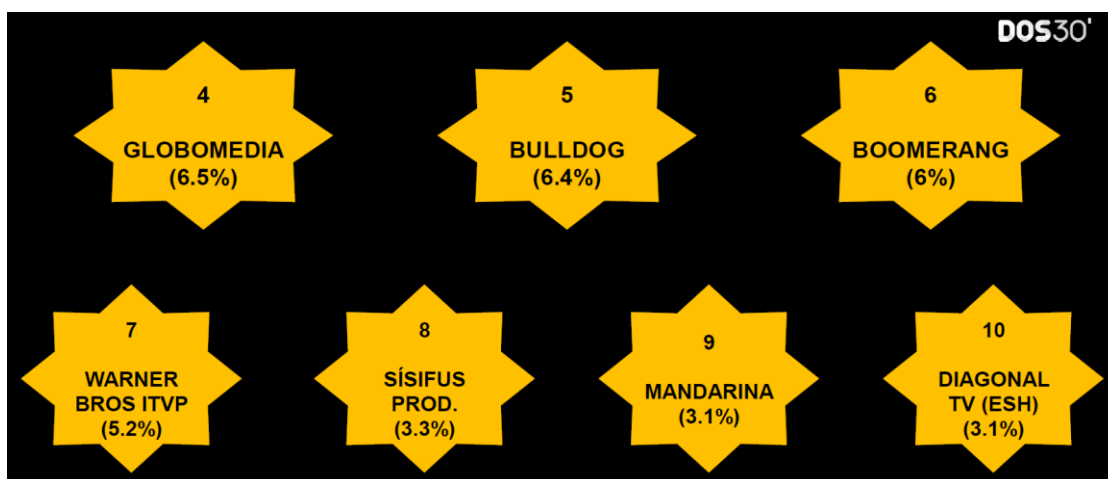 DOS30'
4
GLOBOMEDIA
(6.5%)
5
BULLDOG
(6.4%)
6
BOOMERANG
(6%)
7
WARNER
BROS ITVP
(5.2%)
8
SÍSIFUS
PROD.
(3.3%)
9
MANDARINA
(3.1%)
10
DIAGONAL
TV (ESH)
(3.1%)